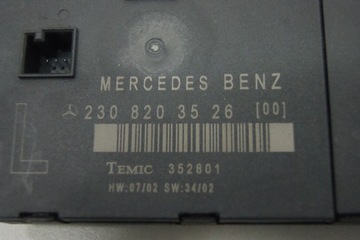 MERCEDES BENZ
230 820 35 26 [00]
L
TEMIC 352801
HW:07/02 SW:34/02